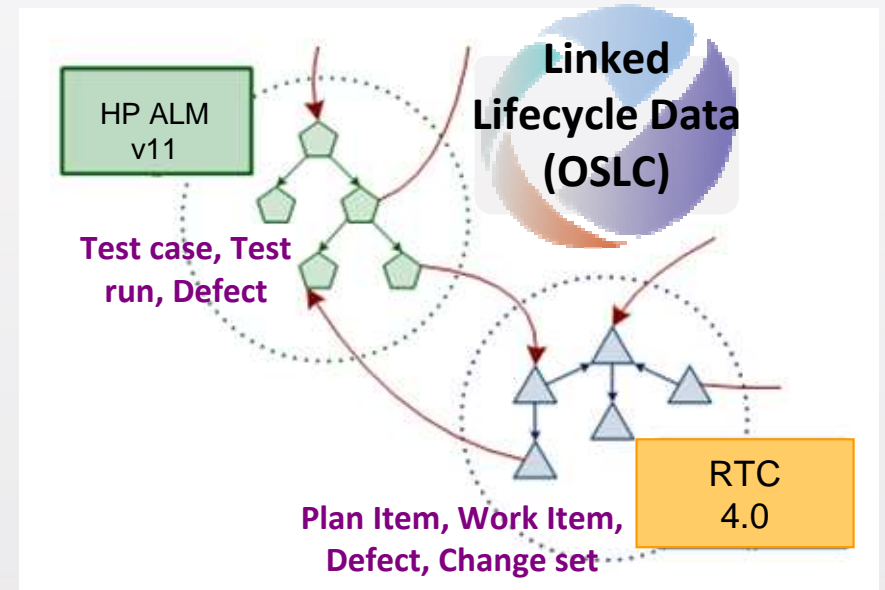 HP ALM
v11
Linked
Lifecycle Data
(OSLC)
Test case, Test
run, Defect
RTC
4.0
Plan Item, Work Item,
Defect, Change set